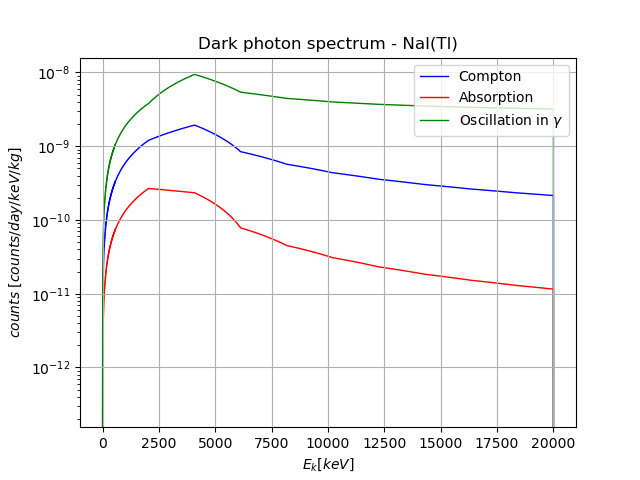 Dark photon spectrum - NaI(Tl)
10⁻⁸
10⁻⁹
10⁻¹⁰
10⁻¹¹
10⁻¹²
counts [counts/day/keV/kg]
Compton
Absorption
Oscillation in γ
0 2500 5000 7500 10000 12500 15000 17500 20000
Eₖ[keV]